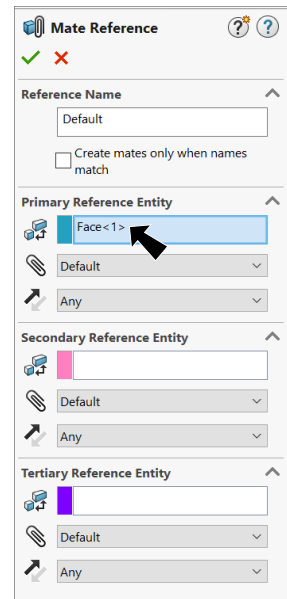 Mate Reference
Reference Name
Default
Create mates only when names
match
Primary Reference Entity
Face<1>
Default
Any
Secondary Reference Entity
Default
Any
Tertiary Reference Entity
Default
Any